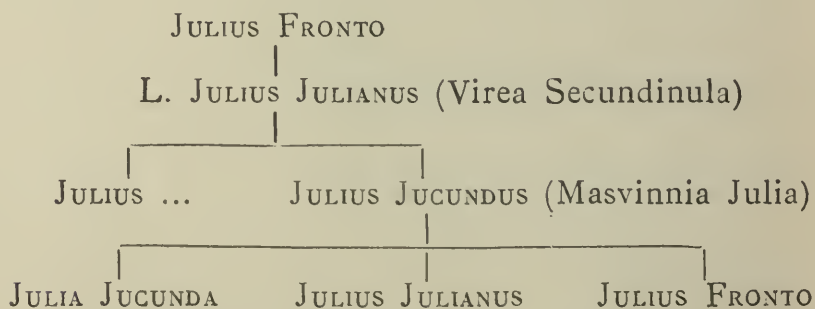 JULIUS FRONTO
L. JULIUS JULIANUS (Virea Secundinula)
JULIUS ... JULIUS JUCUNDUS (Masvinnia Julia)
JULIA JUCUNDA JULIUS JULIANUS JULIUS FRONTO